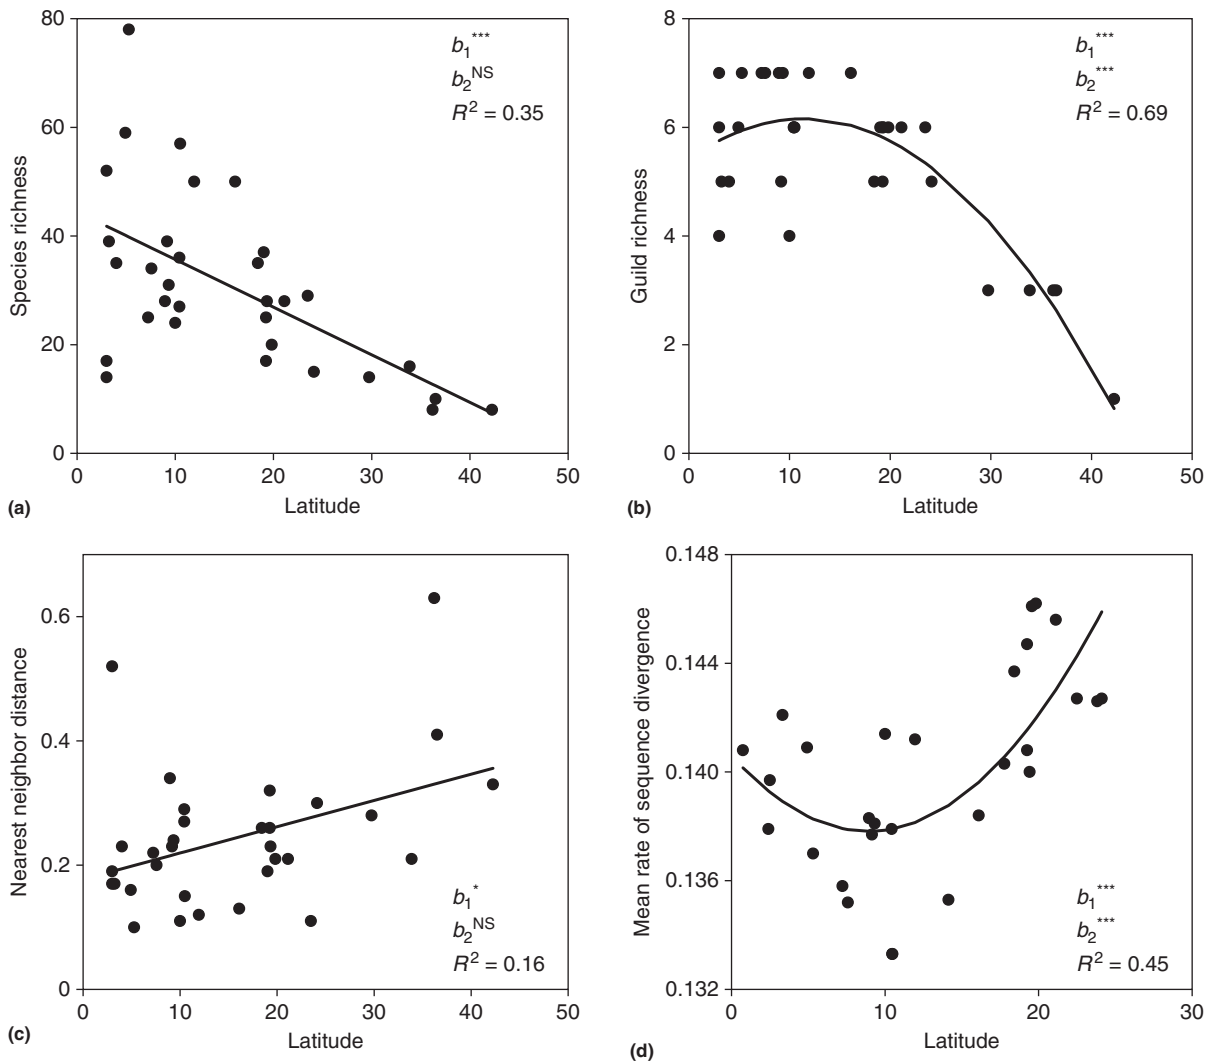 80
60
40
20
0
Species richness
b₁***
b₂NS
R² = 0.35
0 10 20 30 40 50
Latitude
(a)
8
6
4
2
0
Guild richness
b₁***
b₂***
R² = 0.69
0 10 20 30 40 50
Latitude
(b)
0.6
0.4
0.2
0
Nearest neighbor distance
b₁*
b₂NS
R² = 0.16
0 10 20 30 40 50
Latitude
(c)
0.148
0.144
0.140
0.136
0.132
Mean rate of sequence divergence
b₁***
b₂***
R² = 0.45
0 10 20 30
Latitude
(d)